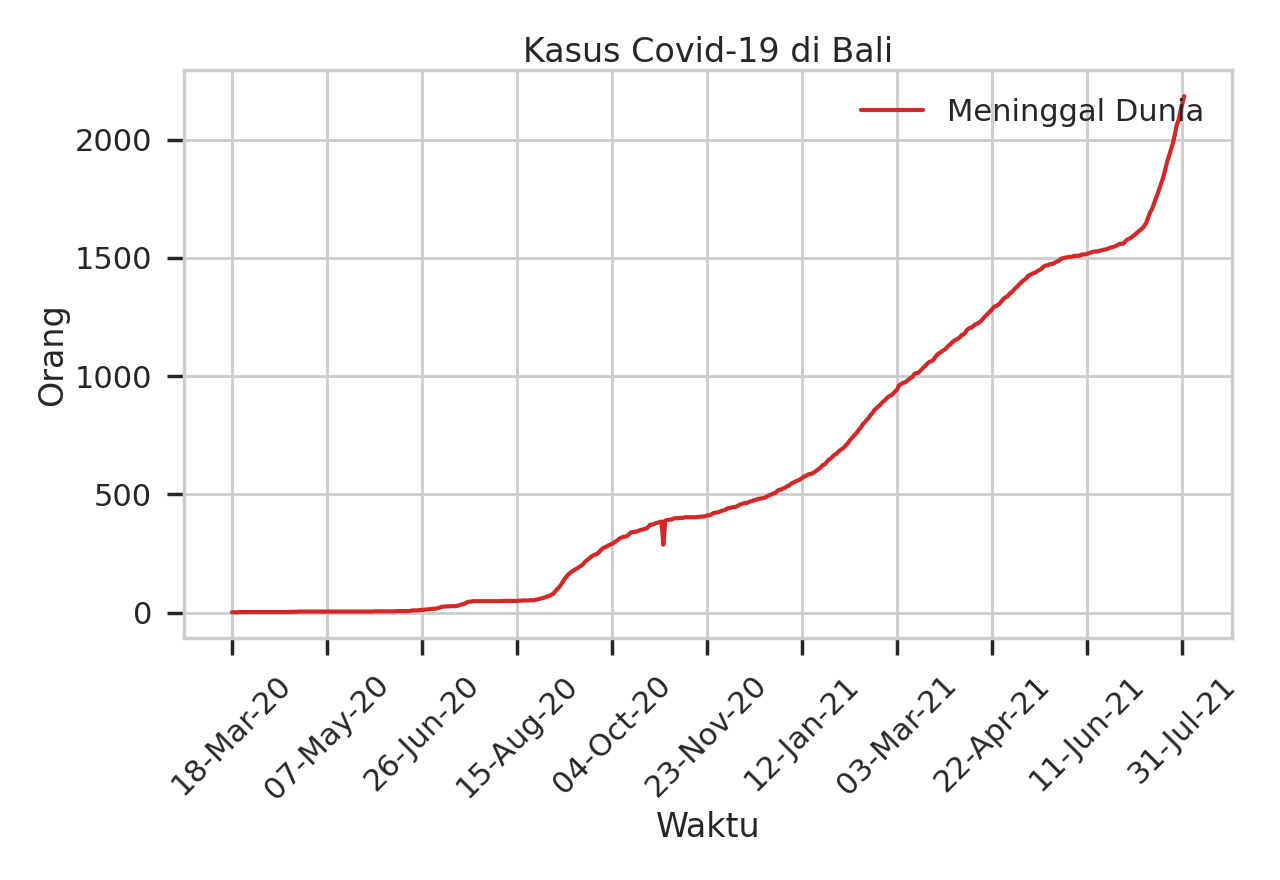 Kasus Covid-19 di Bali
Meninggal Dunia
Orang
2000
1500
1000
500
0
18-Mar-20
07-May-20
26-Jun-20
15-Aug-20
04-Oct-20
23-Nov-20
12-Jan-21
03-Mar-21
22-Apr-21
11-Jun-21
31-Jul-21
Waktu